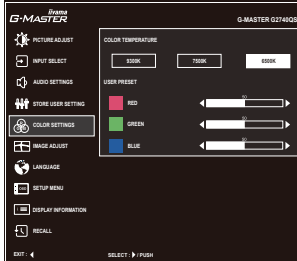 iiyama
G-MASTER
G-MASTER G2740QS
PICTURE ADJUST
INPUT SELECT
AUDIO SETTINGS
STORE USER SETTING
COLOR SETTINGS
IMAGE ADJUST
LANGUAGE
SETUP MENU
DISPLAY INFORMATION
RECALL
COLOR TEMPERATURE
9300K 7500K 6500K
USER PRESET
RED 50
GREEN 50
BLUE 50
EXIT : ◀ SELECT : ▶ / PUSH